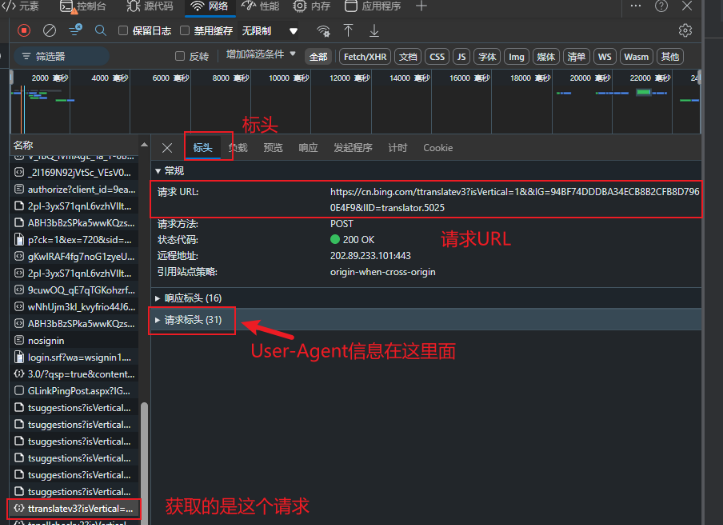 元素 控制台 源代码 网络 性能 内存 应用程序
保留日志 禁用缓存 无限制
筛选器 反转 增加筛选条件 全部 Fetch/XHR 文档 CSS JS 字体 Img 媒体 清单 WS Wasm 其他
2000 毫秒 4000 毫秒 6000 毫秒 8000 毫秒 10000 毫秒 12000 毫秒 14000 毫秒 16000 毫秒 18000 毫秒 20000 毫秒 22000 毫秒
标头
名称
标头 负载 预览 响应 发起程序 计时 Cookie
_2I169N92jVtSc_VEsV0...
常规
authorize?client_id=9ea...
请求 URL: https://cn.bing.com/ttranslatev3?isVertical=1&&IG=94BF74DDDBA34ECB8B2CFB8D796
2pI-3yxS71qnL6vzhVIlt...
0E4F9&IID=translator.5025
ABH3bBzSPka5wwKQzs...
请求方法: POST
p?ck=1&ex=720&sid=...
状态代码: 200 OK
请求URL
gKwIRAF4fg7noG1zyeU...
远程地址: 202.89.233.101:443
2pI-3yxS71qnL6vzhVIlt...
引用站点策略: origin-when-cross-origin
9cuwOQ_qE7qTGKohzrf...
响应标头 (16)
wNhUjm3kI_kvyfrio44J6...
ABH3bBzSPka5wwKQzs...
请求标头 (31)
nosignin
User-Agent信息在这里面
login.srf?wa=wsignin1....
3.0/?qsp=true&content...
GLinkPingPost.aspx?IG...
tsuggestions?isVertical...
tsuggestions?isVertical...
tsuggestions?isVertical...
tsuggestions?isVertical...
tsuggestions?isVertical...
tsuggestions?isVertical...
ttranslatev3?isVertical=...
获取的是这个请求